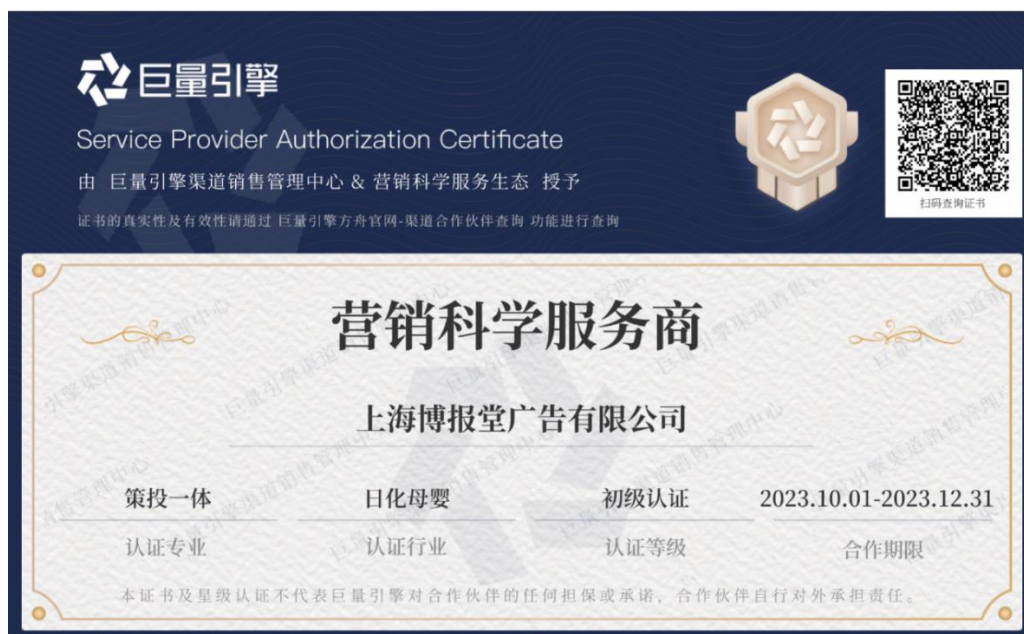 巨量引擎
Service Provider Authorization Certificate
由 巨量引擎渠道销售管理中心 & 营销科学服务生态 授予
证书的真实性及有效性请通过 巨量引擎方舟官网-渠道合作伙伴查询 功能进行查询
扫码查询证书
营销科学服务商
上海博报堂广告有限公司
策投一体 日化母婴 初级认证 2023.10.01-2023.12.31
认证专业 认证行业 认证等级 合作期限
本证书及星级认证不代表巨量引擎对合作伙伴的任何担保或承诺，合作伙伴自行对外承担责任。